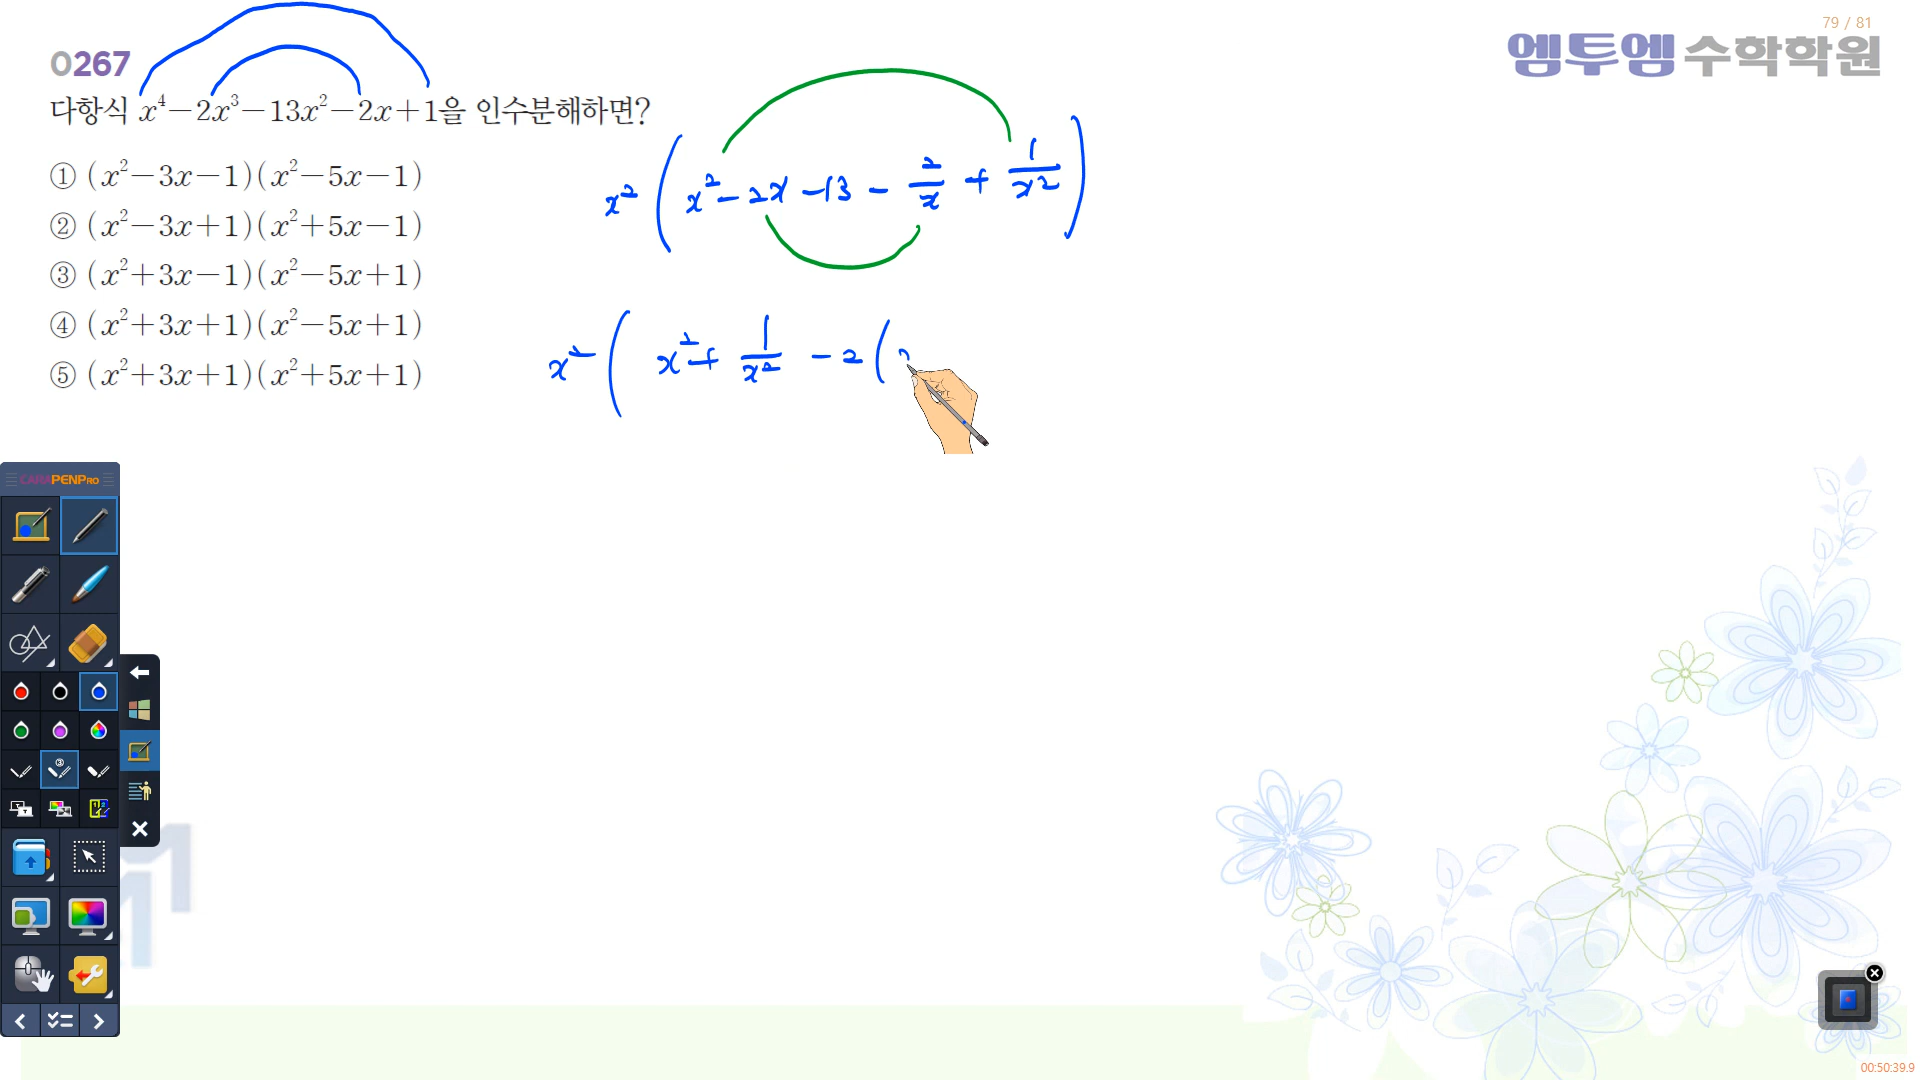 79 / 81
엠투엠 수학학원
0267
다항식 x⁴-2x³-13x²-2x+1을 인수분해하면?
① (x²-3x-1)(x²-5x-1)
② (x²-3x+1)(x²+5x-1)
③ (x²+3x-1)(x²-5x+1)
④ (x²+3x+1)(x²-5x+1)
⑤ (x²+3x+1)(x²+5x+1)
x² ( x² - 2x - 13 - 2/x + 1/x² )
x² ( x² + 1/x² - 2 (
CARAPENPRO
00:50:39.9